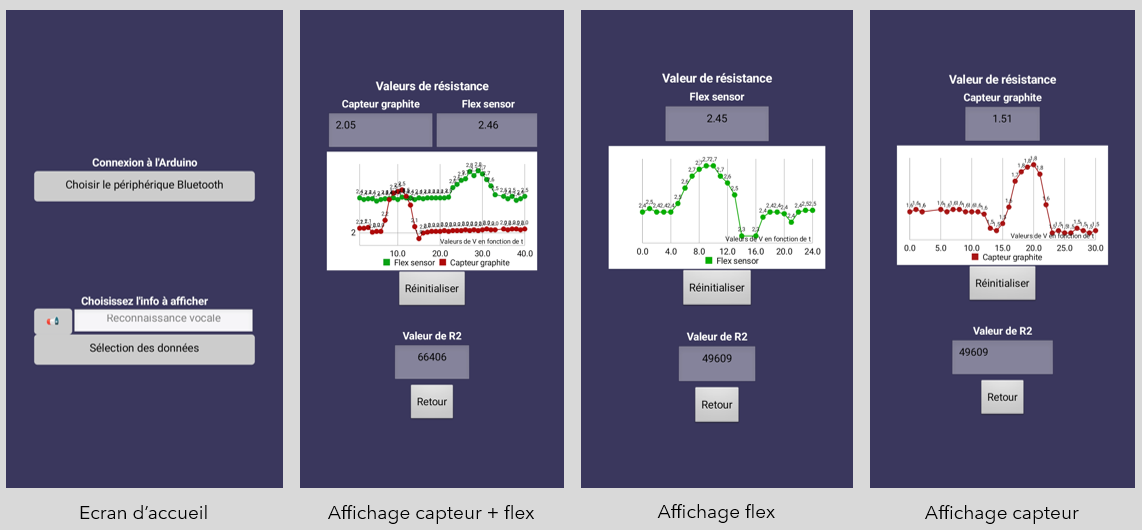 Connexion à l'Arduino
Choisir le périphérique Bluetooth
Choisissez l'info à afficher
Reconnaissance vocale
Sélection des données
Ecran d'accueil
Valeurs de résistance
Capteur graphite Flex sensor
2.05 2.46
2
Valeurs de V en fonction de t
10.0 20.0 30.0 40.0
Flex sensor Capteur graphite
Réinitialiser
Valeur de R2
66406
Retour
Affichage capteur + flex
Valeur de résistance
Flex sensor
2.45
Valeurs de V en fonction de t
0.0 4.0 8.0 12.0 16.0 20.0 24.0
Flex sensor
Réinitialiser
Valeur de R2
49609
Retour
Affichage flex
Valeur de résistance
Capteur graphite
1.51
Valeurs de V en fonction de t
0.0 5.0 10.0 15.0 20.0 25.0 30.0
Capteur graphite
Réinitialiser
Valeur de R2
49609
Retour
Affichage capteur